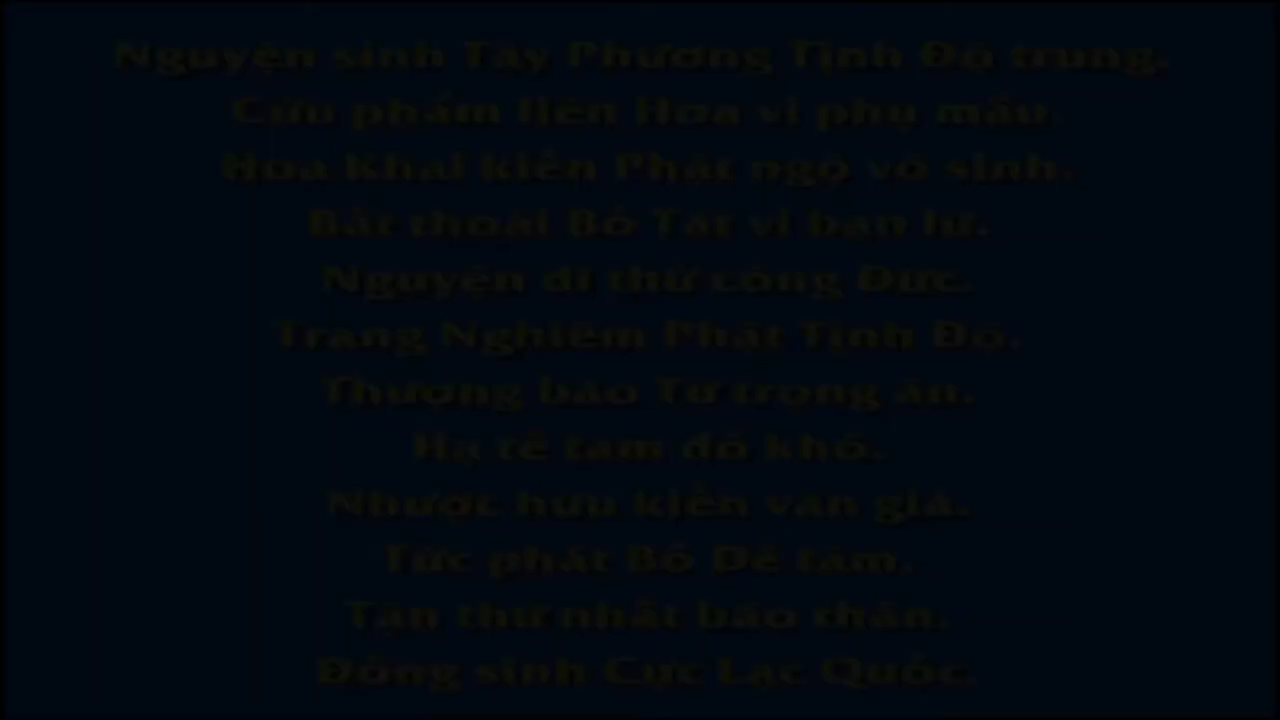 Nguyện sinh Tây Phương Tịnh Độ trung.
Cửu phẩm liên Hoa vi phụ mẫu.
Hoa Khai kiến Phật ngộ vô sinh.
Bất thoái Bồ Tát vi bạn lữ.
Nguyện dĩ thử công Đức.
Trang Nghiêm Phật Tịnh Độ.
Thượng báo Tứ trọng ân.
Hạ tế tam đồ khổ.
Nhược hữu kiến văn giả.
Tức phát Bồ Đề tâm.
Tận thử nhất báo thân.
Đồng sinh Cực Lạc Quốc.